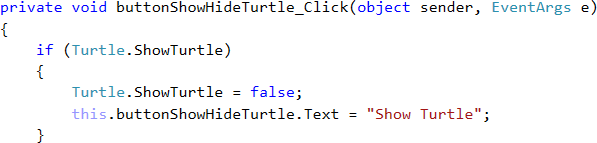 private void buttonShowHideTurtle_Click(object sender, EventArgs e)
{
    if (Turtle.ShowTurtle)
    {
        Turtle.ShowTurtle = false;
        this.buttonShowHideTurtle.Text = "Show Turtle";
    }